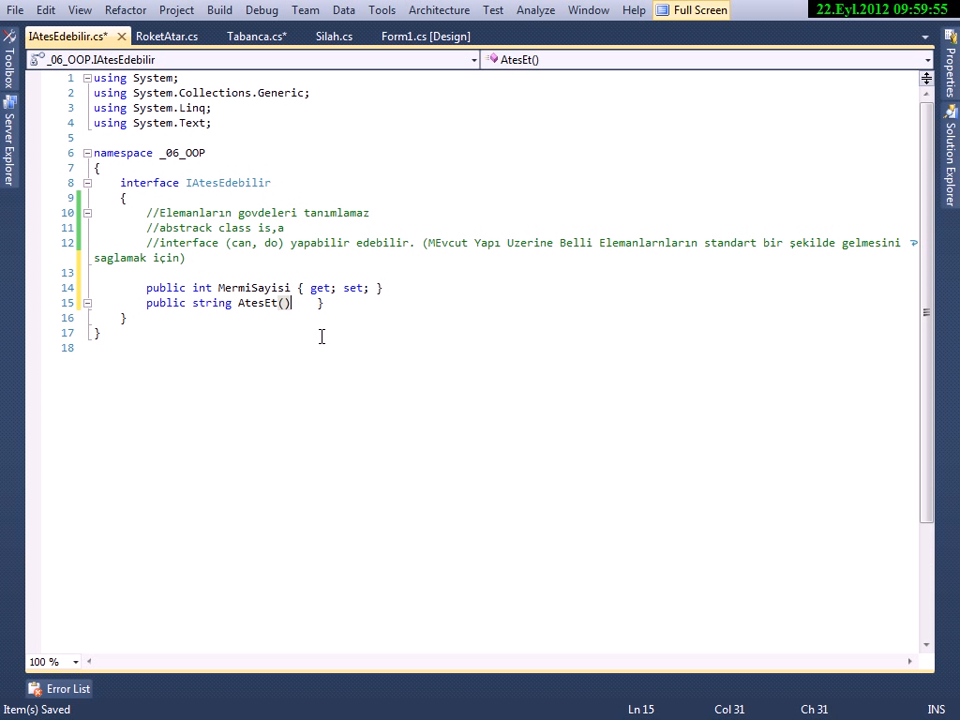 File Edit View Refactor Project Build Debug Team Data Tools Architecture Test Analyze Window Help Full Screen 22.Eyl.2012 09:59:55
IAtesEdebilir.cs* RoketAtar.cs Tabanca.cs* Silah.cs Form1.cs [Design]
_06_OOP.IAtesEdebilir AtesEt()
Toolbox
Server Explorer
Properties
Solution Explorer
1 using System;
2 using System.Collections.Generic;
3 using System.Linq;
4 using System.Text;
5
6 namespace _06_OOP
7 {
8 interface IAtesEdebilir
9 {
10 //Elemanların govdeleri tanımlamaz
11 //abstrack class is,a
12 //interface (can, do) yapabilir edebilir. (MEvcut Yapı Uzerine Belli Elemanlarnların standart bir şekilde gelmesini
saglamak için)
13
14 public int MermiSayisi { get; set; }
15 public string AtesEt() }
16 }
17 }
18
100 %
Error List
Item(s) Saved Ln 15 Col 31 Ch 31 INS